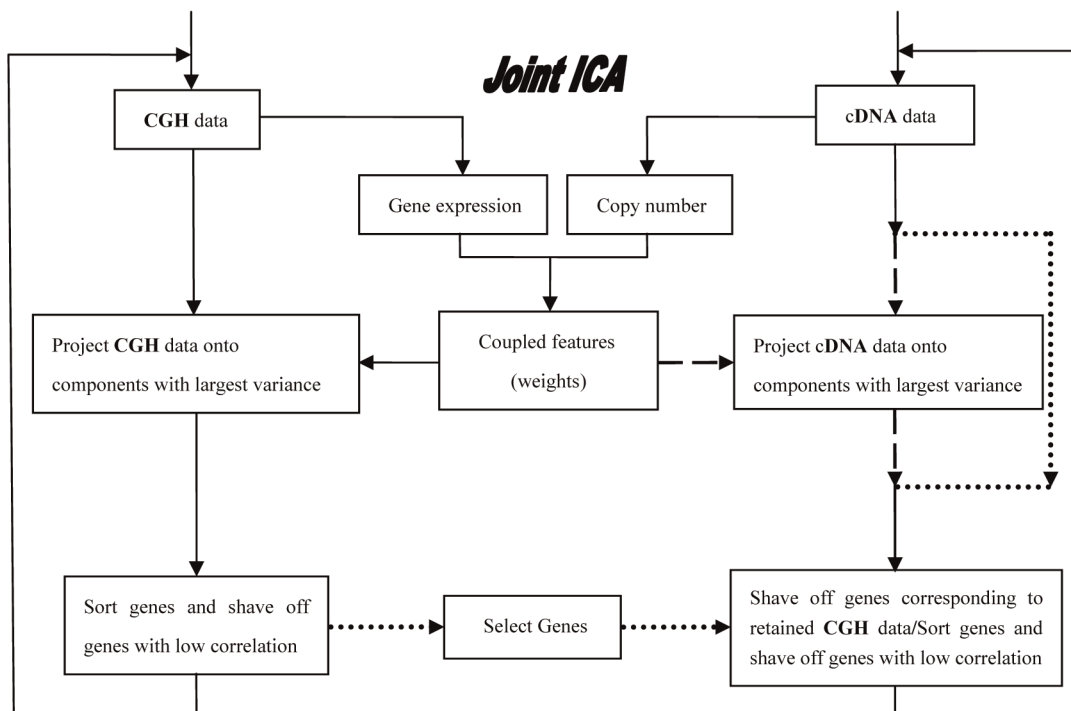 Joint ICA
CGH data
cDNA data
Gene expression
Copy number
Project CGH data onto
components with largest variance
Coupled features
(weights)
Project cDNA data onto
components with largest variance
Sort genes and shave off
genes with low correlation
Select Genes
Shave off genes corresponding to
retained CGH data/Sort genes and
shave off genes with low correlation